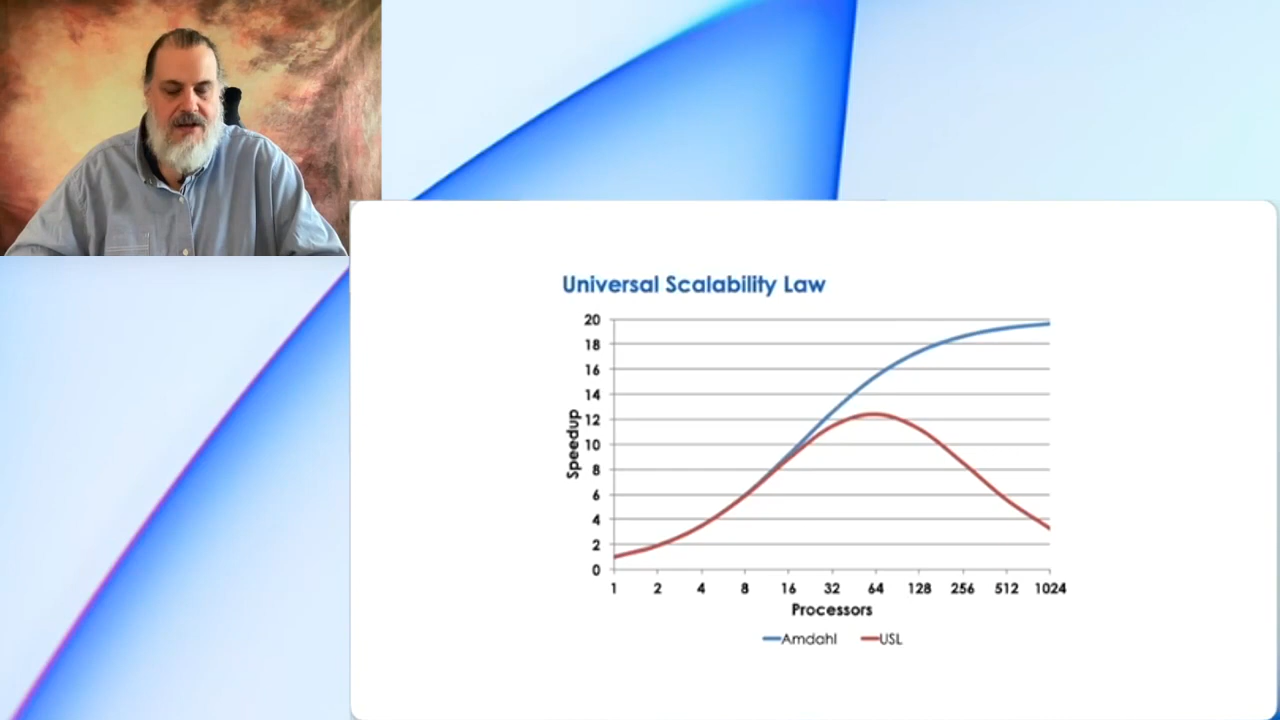 Universal Scalability Law
20
18
16
14
12
10
8
6
4
2
0
Speedup
1 2 4 8 16 32 64 128 256 512 1024
Processors
Amdahl USL